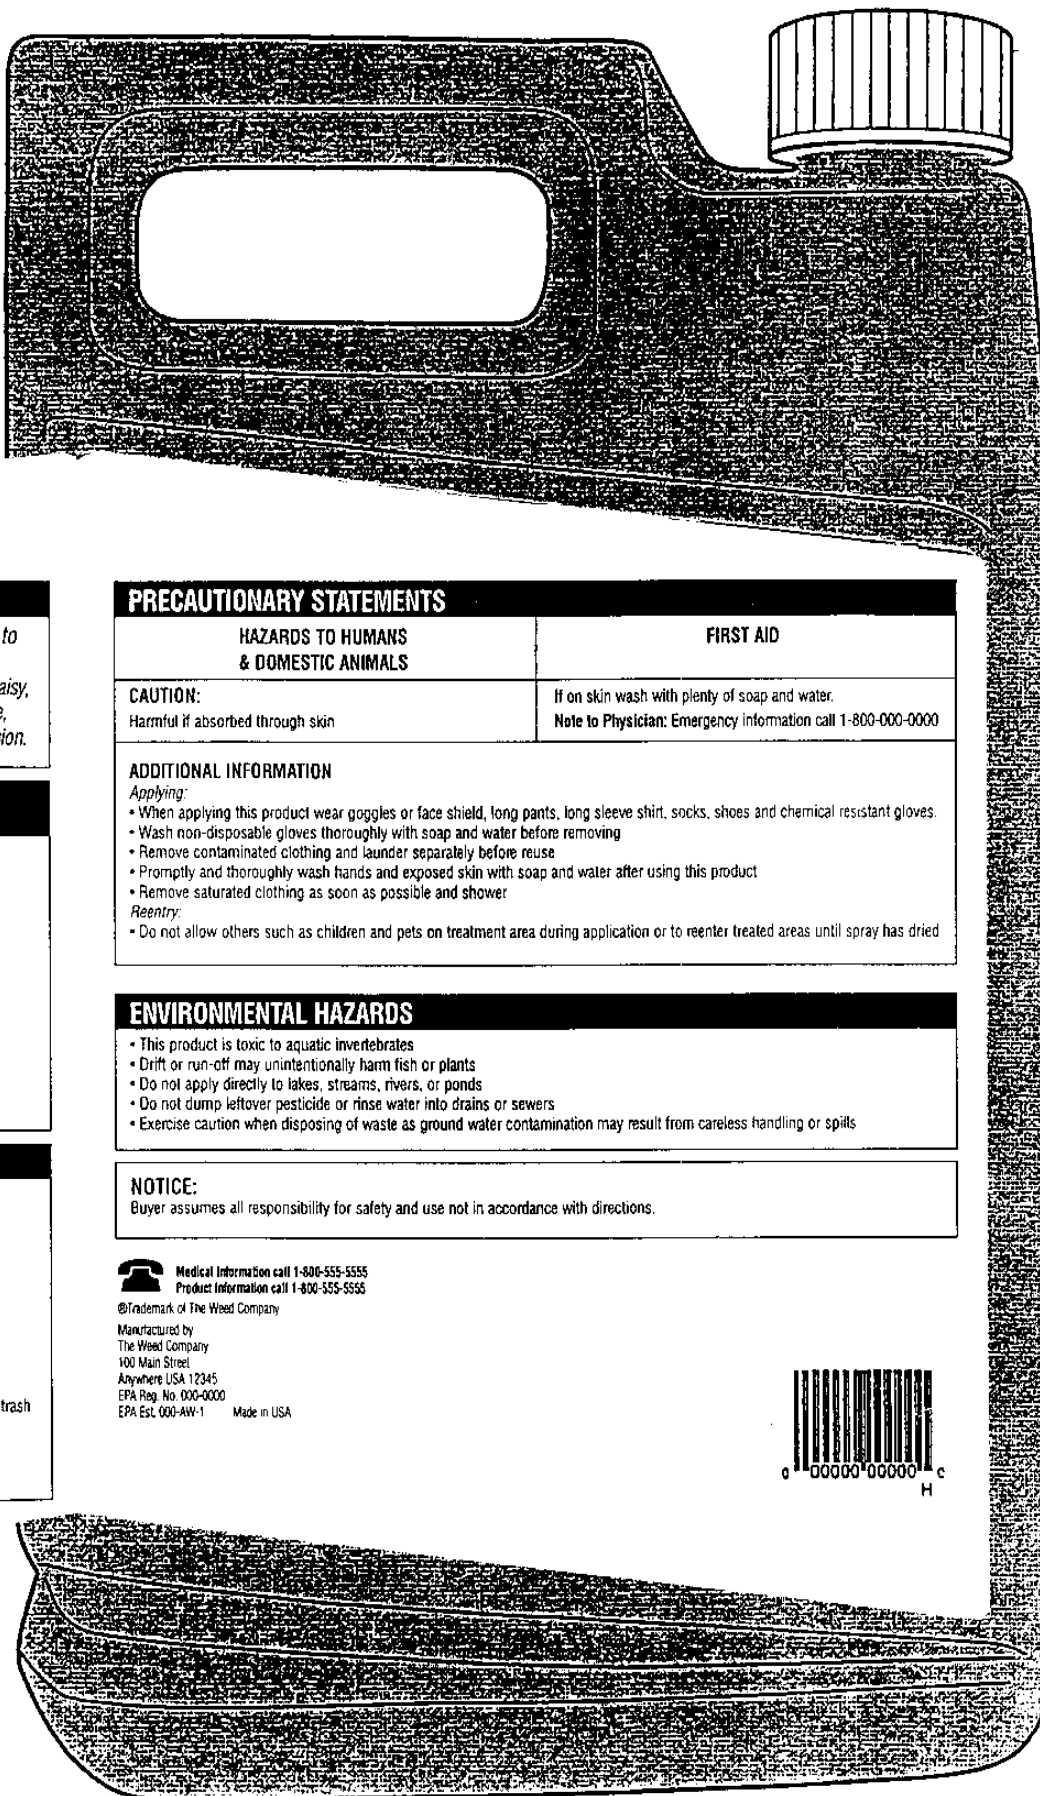 to
aisy,
e,
ion.
trash
PRECAUTIONARY STATEMENTS
HAZARDS TO HUMANS
& DOMESTIC ANIMALS
FIRST AID
CAUTION:
Harmful if absorbed through skin
If on skin wash with plenty of soap and water.
Note to Physician: Emergency information call 1-800-000-0000
ADDITIONAL INFORMATION
Applying:
• When applying this product wear goggles or face shield, long pants, long sleeve shirt, socks, shoes and chemical resistant gloves.
• Wash non-disposable gloves thoroughly with soap and water before removing
• Remove contaminated clothing and launder separately before reuse
• Promptly and thoroughly wash hands and exposed skin with soap and water after using this product
• Remove saturated clothing as soon as possible and shower
Reentry:
• Do not allow others such as children and pets on treatment area during application or to reenter treated areas until spray has dried
ENVIRONMENTAL HAZARDS
• This product is toxic to aquatic invertebrates
• Drift or run-off may unintentionally harm fish or plants
• Do not apply directly to lakes, streams, rivers, or ponds
• Do not dump leftover pesticide or rinse water into drains or sewers
• Exercise caution when disposing of waste as ground water contamination may result from careless handling or spills
NOTICE:
Buyer assumes all responsibility for safety and use not in accordance with directions.
Medical Information call 1-800-555-5555
Product Information call 1-800-555-5555
®Trademark of The Weed Company
Manufactured by
The Weed Company
100 Main Street
Anywhere USA 12345
EPA Reg. No. 000-0000
EPA Est. 000-AW-1 Made in USA
0 00000 00000 c
H